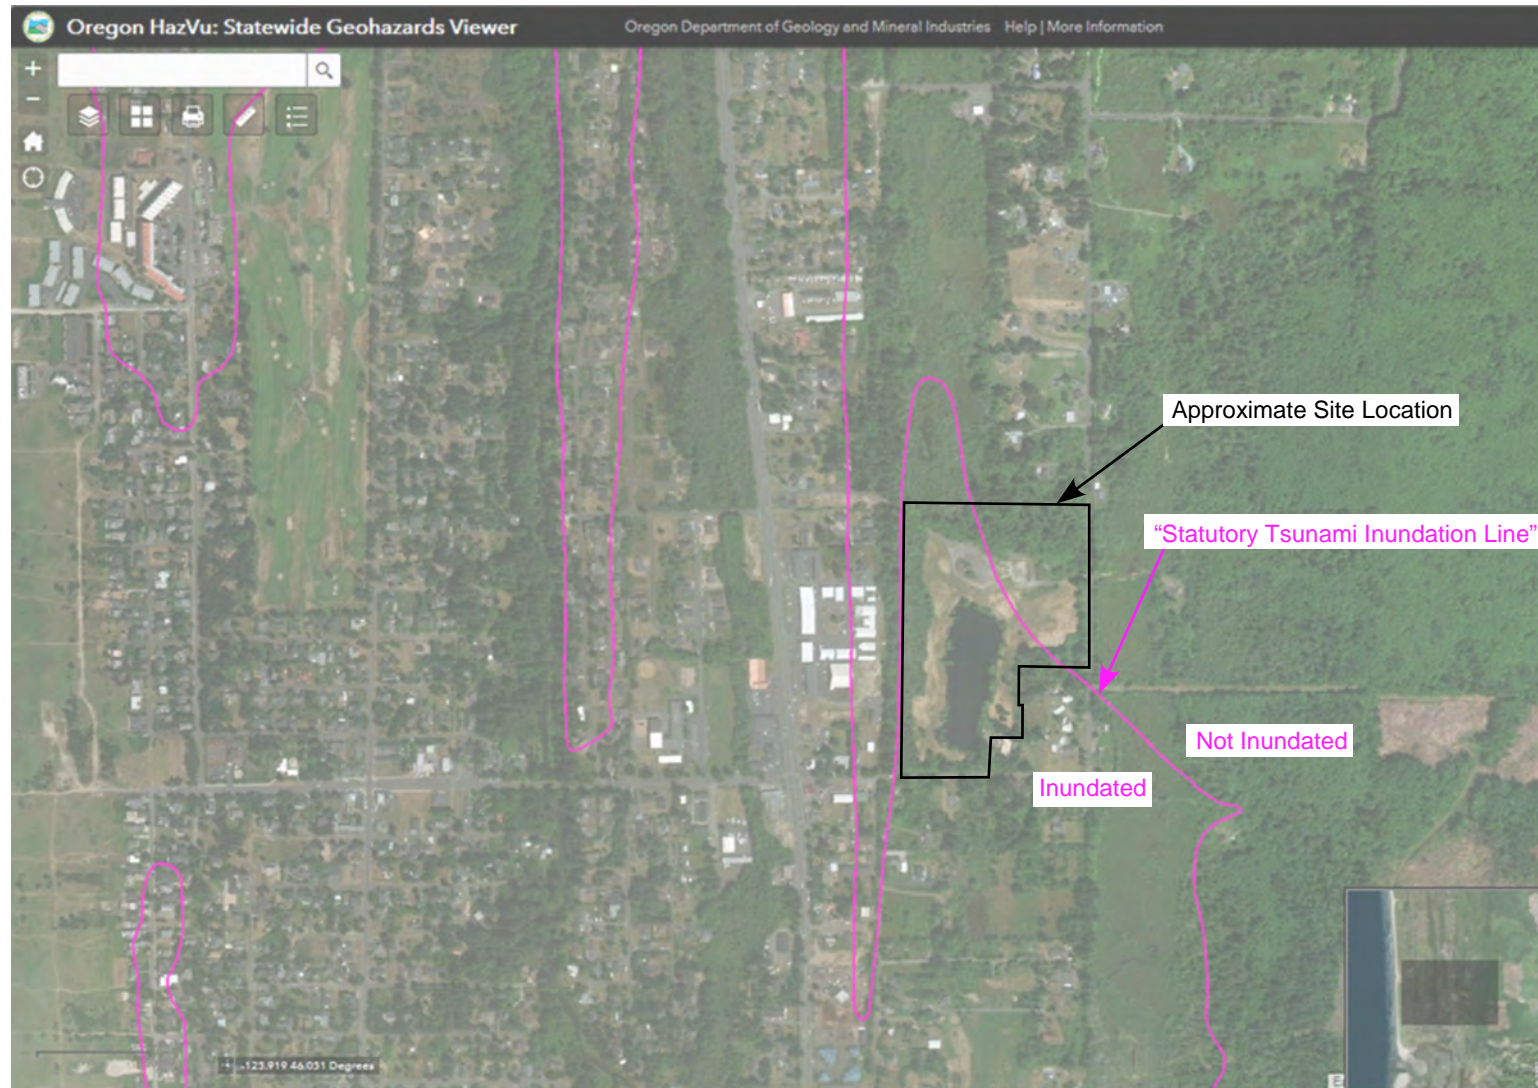 Oregon HazVu: Statewide Geohazards Viewer
Oregon Department of Geology and Mineral Industries Help | More Information
Approximate Site Location
“Statutory Tsunami Inundation Line”
Not Inundated
Inundated
-123.919 46.031 Degrees